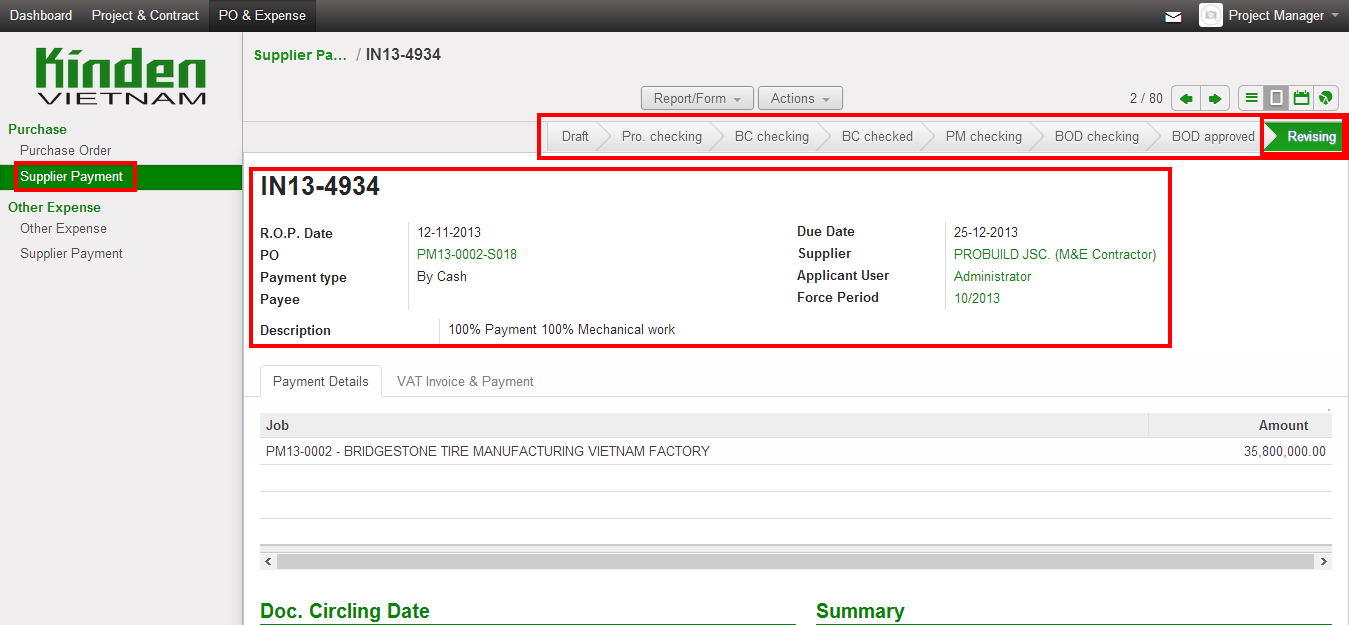 Dashboard Project & Contract PO & Expense Project Manager
Kinden
VIETNAM
Supplier Pa... / IN13-4934
Report/Form Actions 2 / 80
Purchase
Purchase Order
Supplier Payment
Other Expense
Other Expense
Supplier Payment
Draft Pro. checking BC checking BC checked PM checking BOD checking BOD approved Revising
IN13-4934
R.O.P. Date 12-11-2013 Due Date 25-12-2013
PO PM13-0002-S018 Supplier PROBUILD JSC. (M&E Contractor)
Payment type By Cash Applicant User Administrator
Payee Force Period 10/2013
Description 100% Payment 100% Mechanical work
Payment Details VAT Invoice & Payment
Job Amount
PM13-0002 - BRIDGESTONE TIRE MANUFACTURING VIETNAM FACTORY 35,800,000.00
Doc. Circling Date Summary